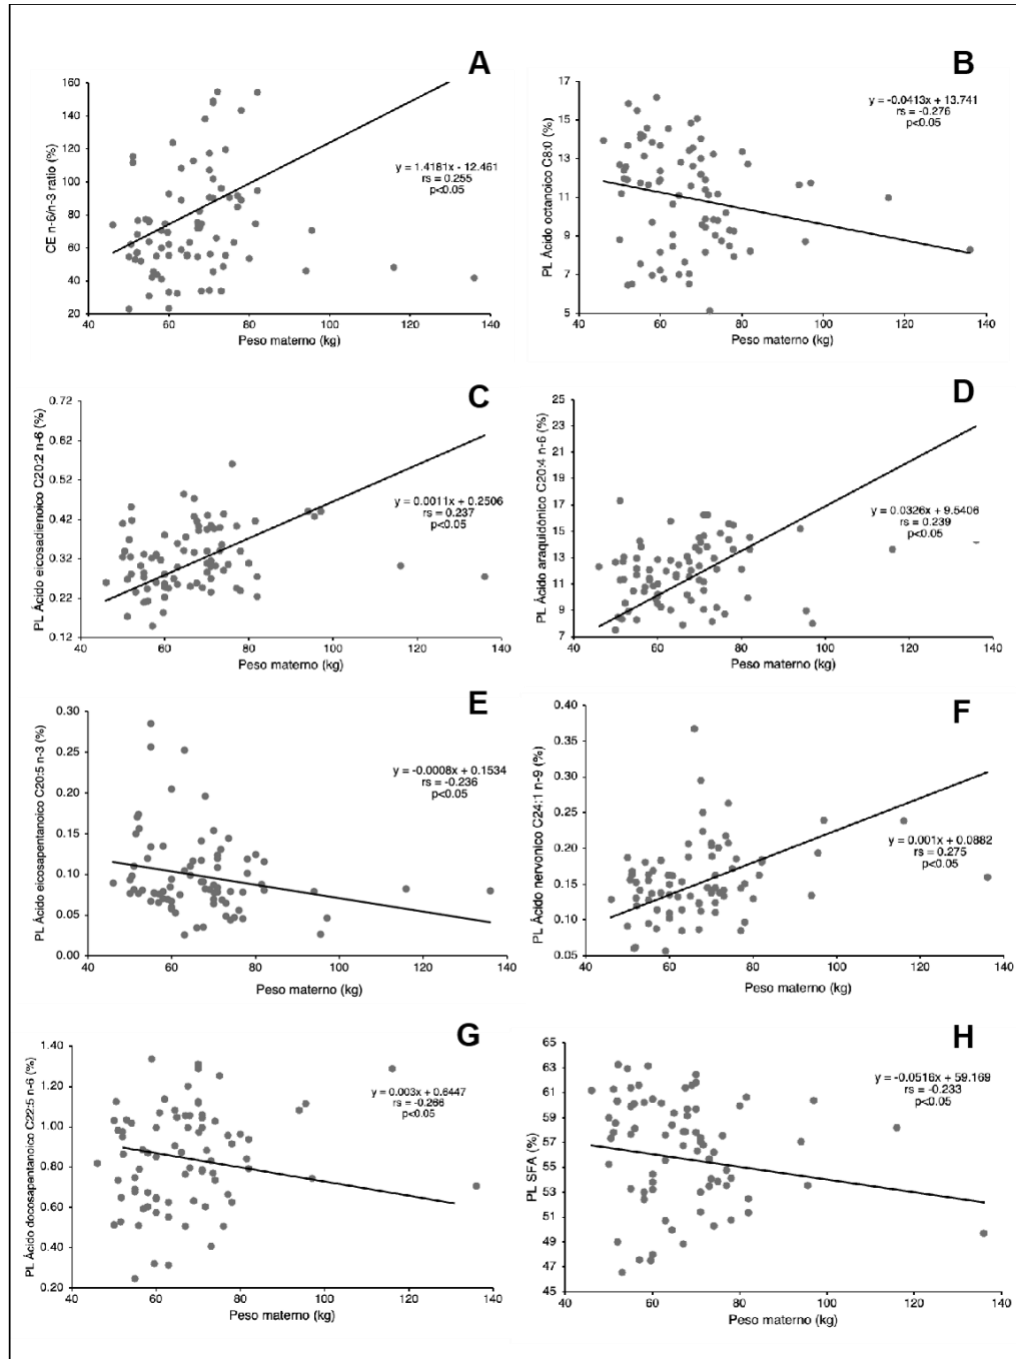 A
160
140
120
100
80
60
40
20
40
60
80
100
120
140
CE n-6/n-3 ratio (%)
Peso materno (kg)
y = 1.4181x - 12.461
rs = 0.255
p<0.05
B
17
15
13
11
9
7
5
40
60
80
100
120
140
PL Ácido octanoico C8:0 (%)
Peso materno (kg)
y = -0.0413x + 13.741
rs = -0.276
p<0.05
C
0.72
0.62
0.52
0.42
0.32
0.22
0.12
40
60
80
100
120
140
PL Ácido eicosadienoico C20:2 n-6 (%)
Peso materno (kg)
y = 0.0011x + 0.2506
rs = 0.237
p<0.05
D
25
23
21
19
17
15
13
11
9
7
40
60
80
100
120
140
PL Ácido araquidónico C20:4 n-6 (%)
Peso materno (kg)
y = 0.0326x + 9.5406
rs = 0.239
p<0.05
E
0.30
0.25
0.20
0.15
0.10
0.05
0.00
40
60
80
100
120
140
PL Ácido eicosapentanoico C20:5 n-3 (%)
Peso materno (kg)
y = -0.0008x + 0.1534
rs = -0.236
p<0.05
F
0.40
0.35
0.30
0.25
0.20
0.15
0.10
0.05
40
60
80
100
120
140
PL Ácido nervonico C24:1 n-9 (%)
Peso materno (kg)
y = 0.001x + 0.0882
rs = 0.275
p<0.05
G
1.40
1.20
1.00
0.80
0.60
0.40
0.20
40
60
80
100
120
140
PL Ácido docosapentanoico C22:5 n-6 (%)
Peso materno (kg)
y = 0.003x + 0.6447
rs = -0.266
p<0.05
H
65
63
61
59
57
55
53
51
49
47
45
40
60
80
100
120
140
PL SFA (%)
Peso materno (kg)
y = -0.0516x + 59.169
rs = -0.233
p<0.05